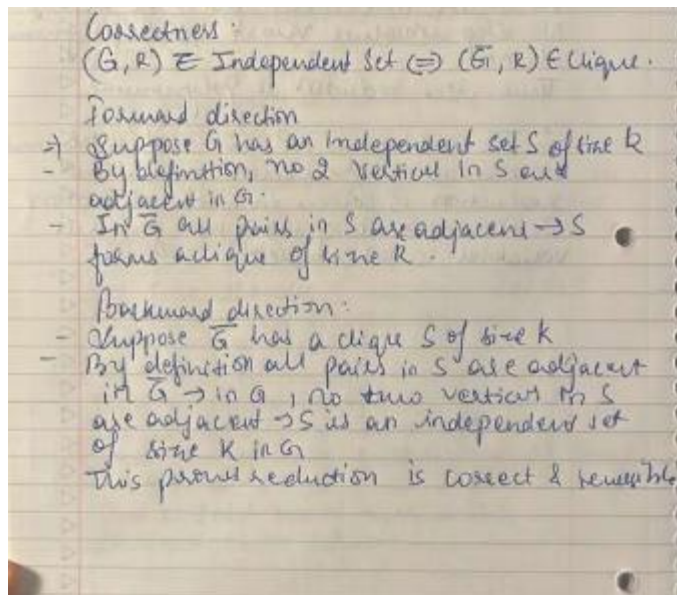 Correctness:
(G, k) ∈ Independent Set ⟺ (G̅, k) ∈ Clique.
Forward direction
⇒ Suppose G has an independent set S of size k
- By definition, no 2 vertices in S are
adjacent in G.
- In G̅ all pairs in S are adjacent → S
forms a clique of size k.
Backward direction:
- Suppose G̅ has a clique S of size k
- By definition all pairs in S are adjacent
in G̅ → in G, no two vertices in S
are adjacent → S is an independent set
of size k in G
This proves reduction is correct & reversible